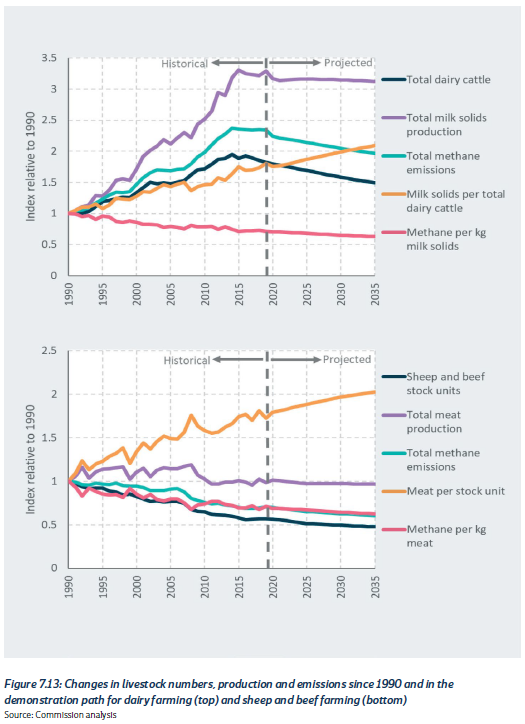 3.5
Historical
Projected
3
2.5
2
1.5
1
0.5
0
Index relative to 1990
1990
1995
2000
2005
2010
2015
2020
2025
2030
2035
Total dairy cattle
Total milk solids
production
Total methane
emissions
Milk solids per total
dairy cattle
Methane per kg
milk solids
2.5
Historical
Projected
2
1.5
1
0.5
0
Index relative to 1990
1990
1995
2000
2005
2010
2015
2020
2025
2030
2035
Sheep and beef
stock units
Total meat
production
Total methane
emissions
Meat per stock unit
Methane per kg
meat
Figure 7.13: Changes in livestock numbers, production and emissions since 1990 and in the
demonstration path for dairy farming (top) and sheep and beef farming (bottom)
Source: Commission analysis